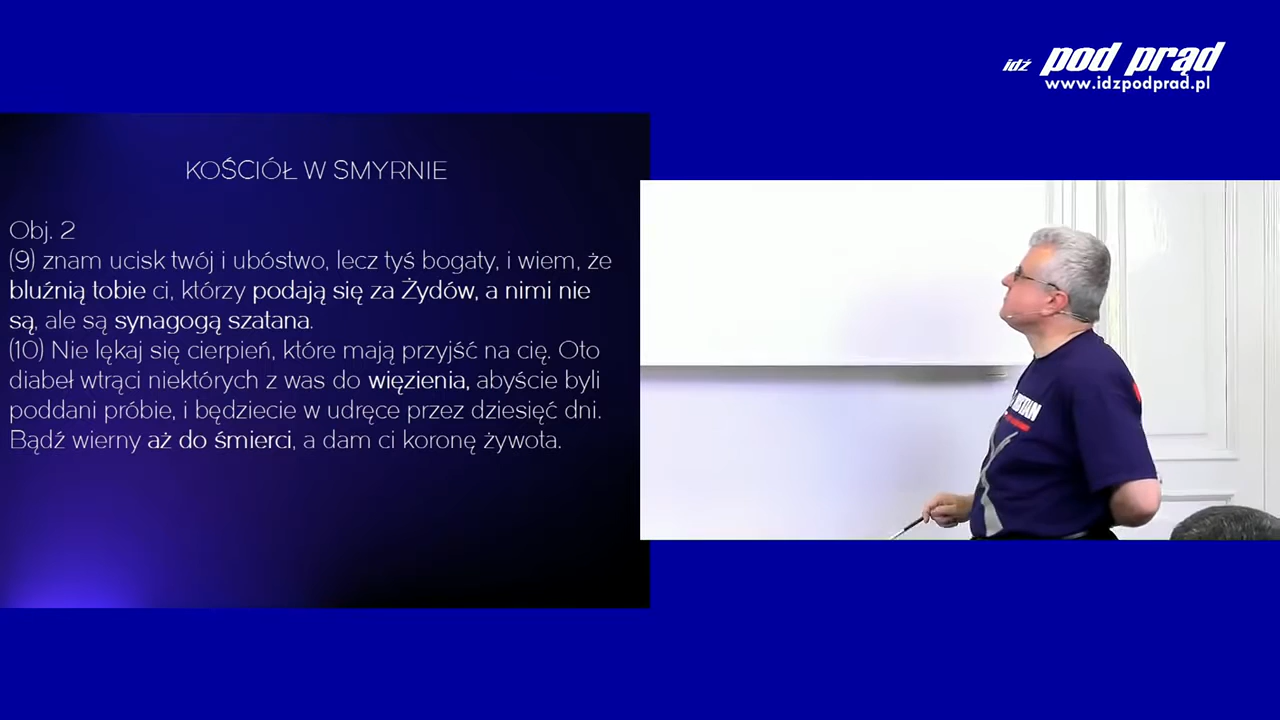 idź pod prąd
www.idzpodprad.pl
KOŚCIÓŁ W SMYRNIE
Obj. 2
(9) znam ucisk twój i ubóstwo, lecz tyś bogaty, i wiem, że
bluźnią tobie ci, którzy podają się za Żydów, a nimi nie
są, ale są synagogą szatana.
(10) Nie lękaj się cierpień, które mają przyjść na cię. Oto
diabeł wtrąci niektórych z was do więzienia, abyście byli
poddani próbie, i będziecie w udręce przez dziesięć dni.
Bądź wierny aż do śmierci, a dam ci koronę żywota.